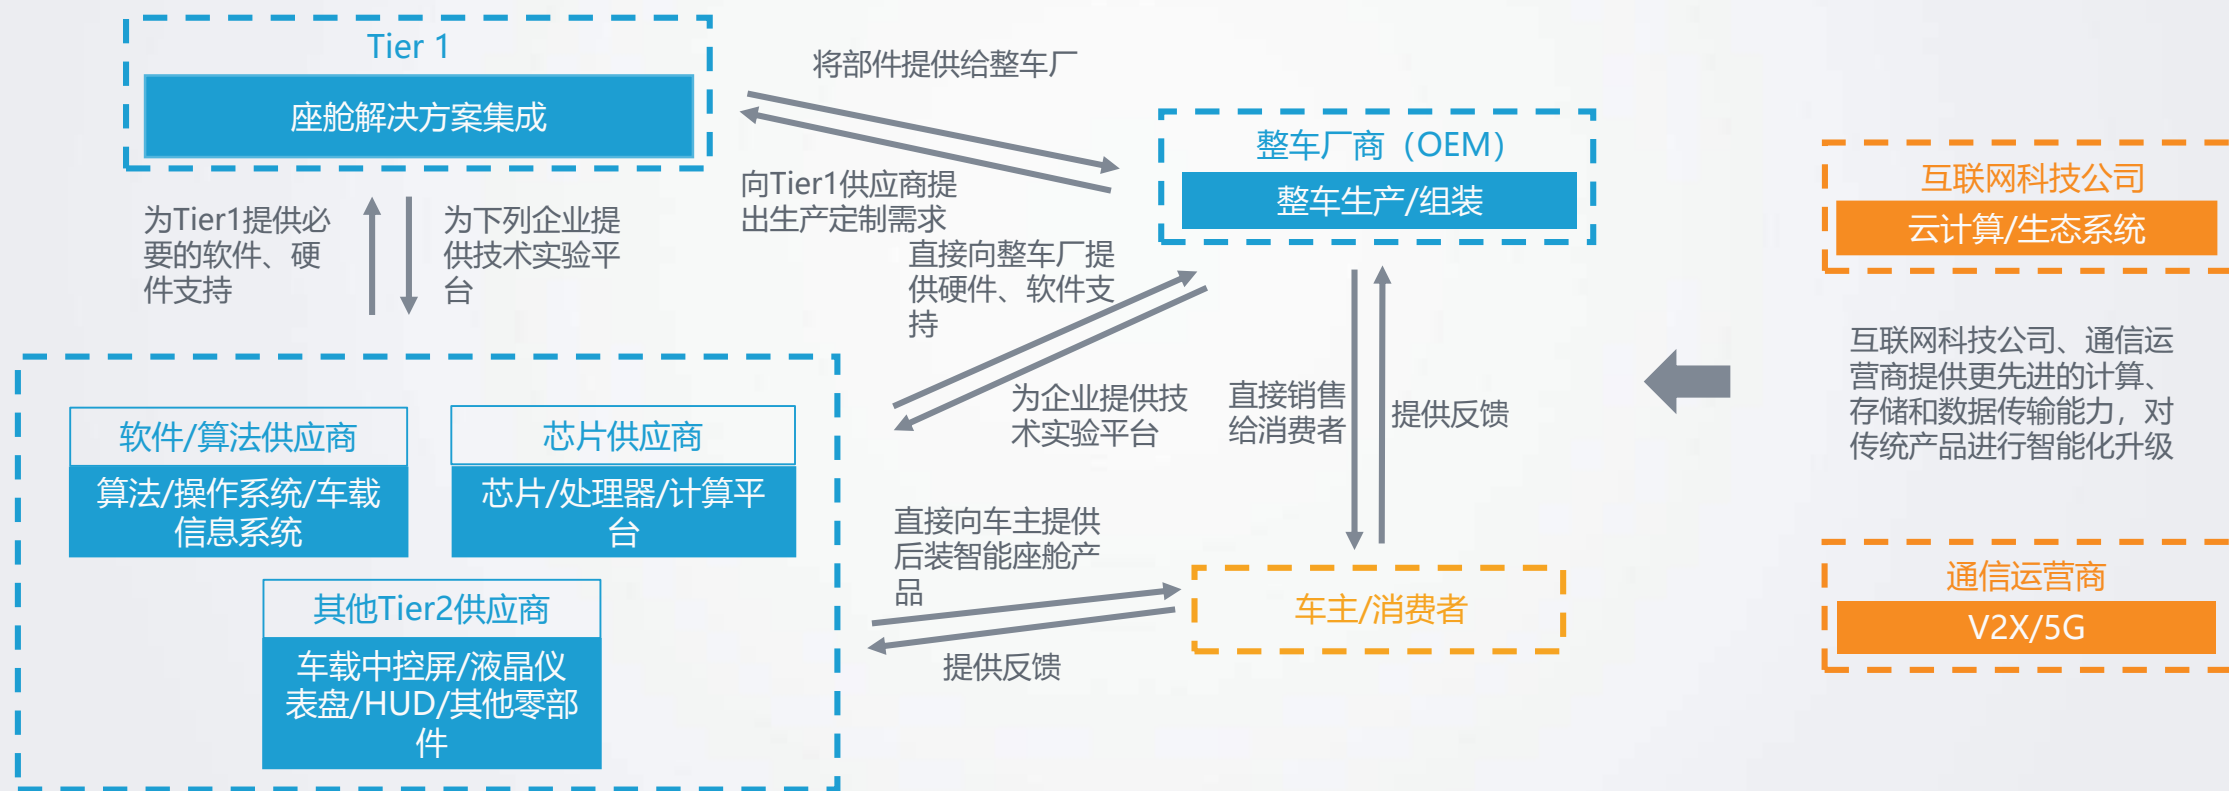 Tier 1
座舱解决方案集成
将部件提供给整车厂
整车厂商（OEM）
整车生产/组装
互联网科技公司
云计算/生态系统
为Tier1提供必
要的软件、硬
件支持
为下列企业提
供技术实验平
台
向Tier1供应商提
出生产定制需求
直接向整车厂提
供硬件、软件支
持
互联网科技公司、通信运
营商提供更先进的计算、
存储和数据传输能力，对
传统产品进行智能化升级
为企业提供技
术实验平台
直接销售
给消费者
提供反馈
软件/算法供应商
算法/操作系统/车载
信息系统
芯片供应商
芯片/处理器/计算平
台
直接向车主提供
后装智能座舱产
品
其他Tier2供应商
车载中控屏/液晶仪
表盘/HUD/其他零部
件
提供反馈
车主/消费者
通信运营商
V2X/5G